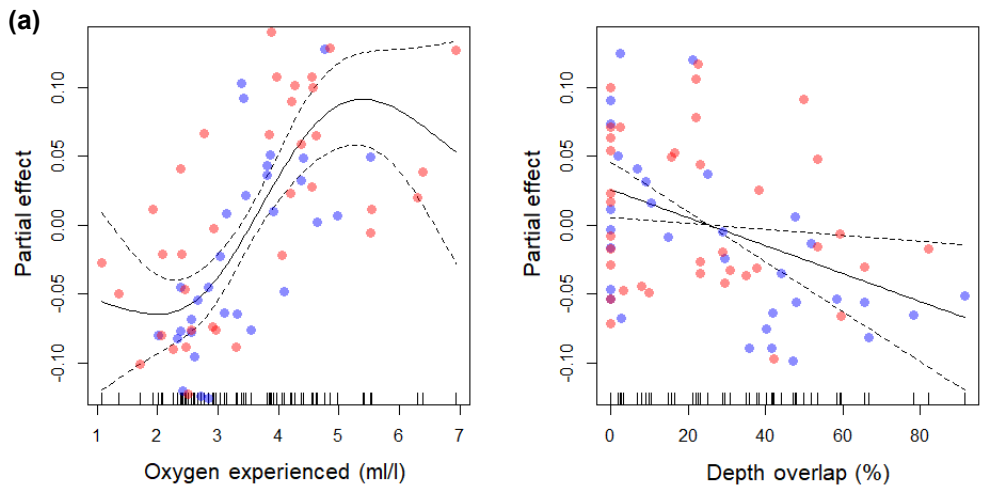 (a)
Partial effect
0.10
0.05
0.00
-0.05
-0.10
1 2 3 4 5 6 7
Oxygen experienced (ml/l)
Partial effect
0.10
0.05
0.00
-0.05
-0.10
0 20 40 60 80
Depth overlap (%)